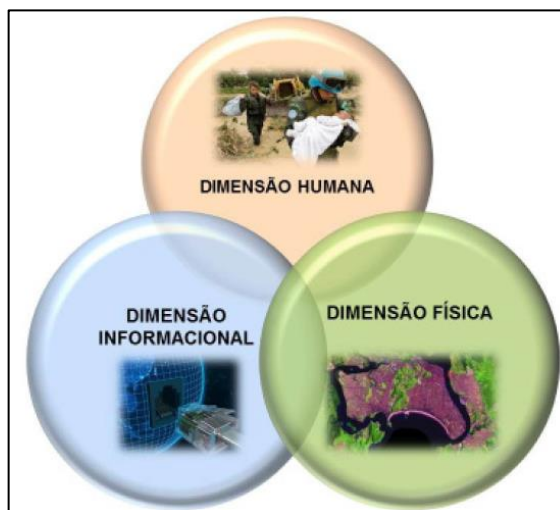 DIMENSÃO HUMANA
DIMENSÃO
INFORMACIONAL
DIMENSÃO FÍSICA